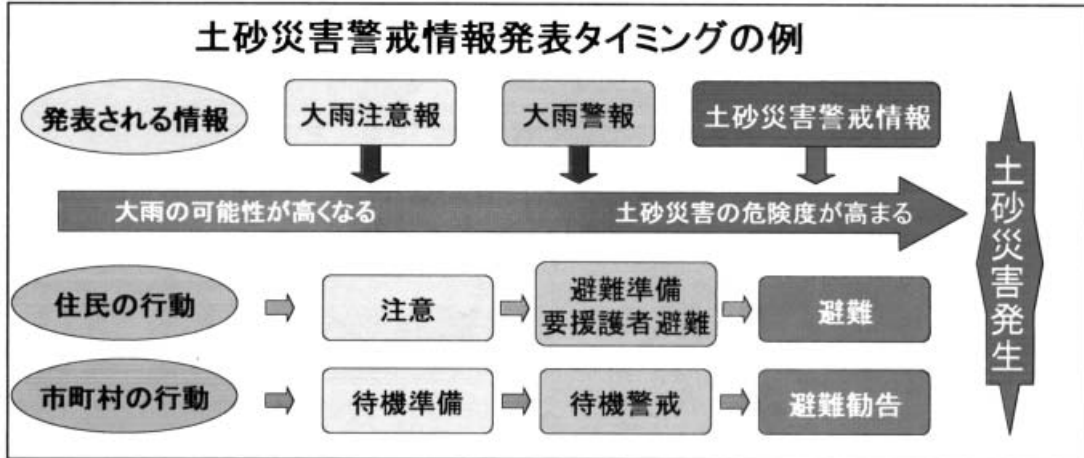 土砂災害警戒情報発表タイミングの例
発表される情報
大雨注意報
大雨警報
土砂災害警戒情報
大雨の可能性が高くなる
土砂災害の危険度が高まる
土砂災害発生
住民の行動
注意
避難準備
要援護者避難
避難
市町村の行動
待機準備
待機警戒
避難勧告